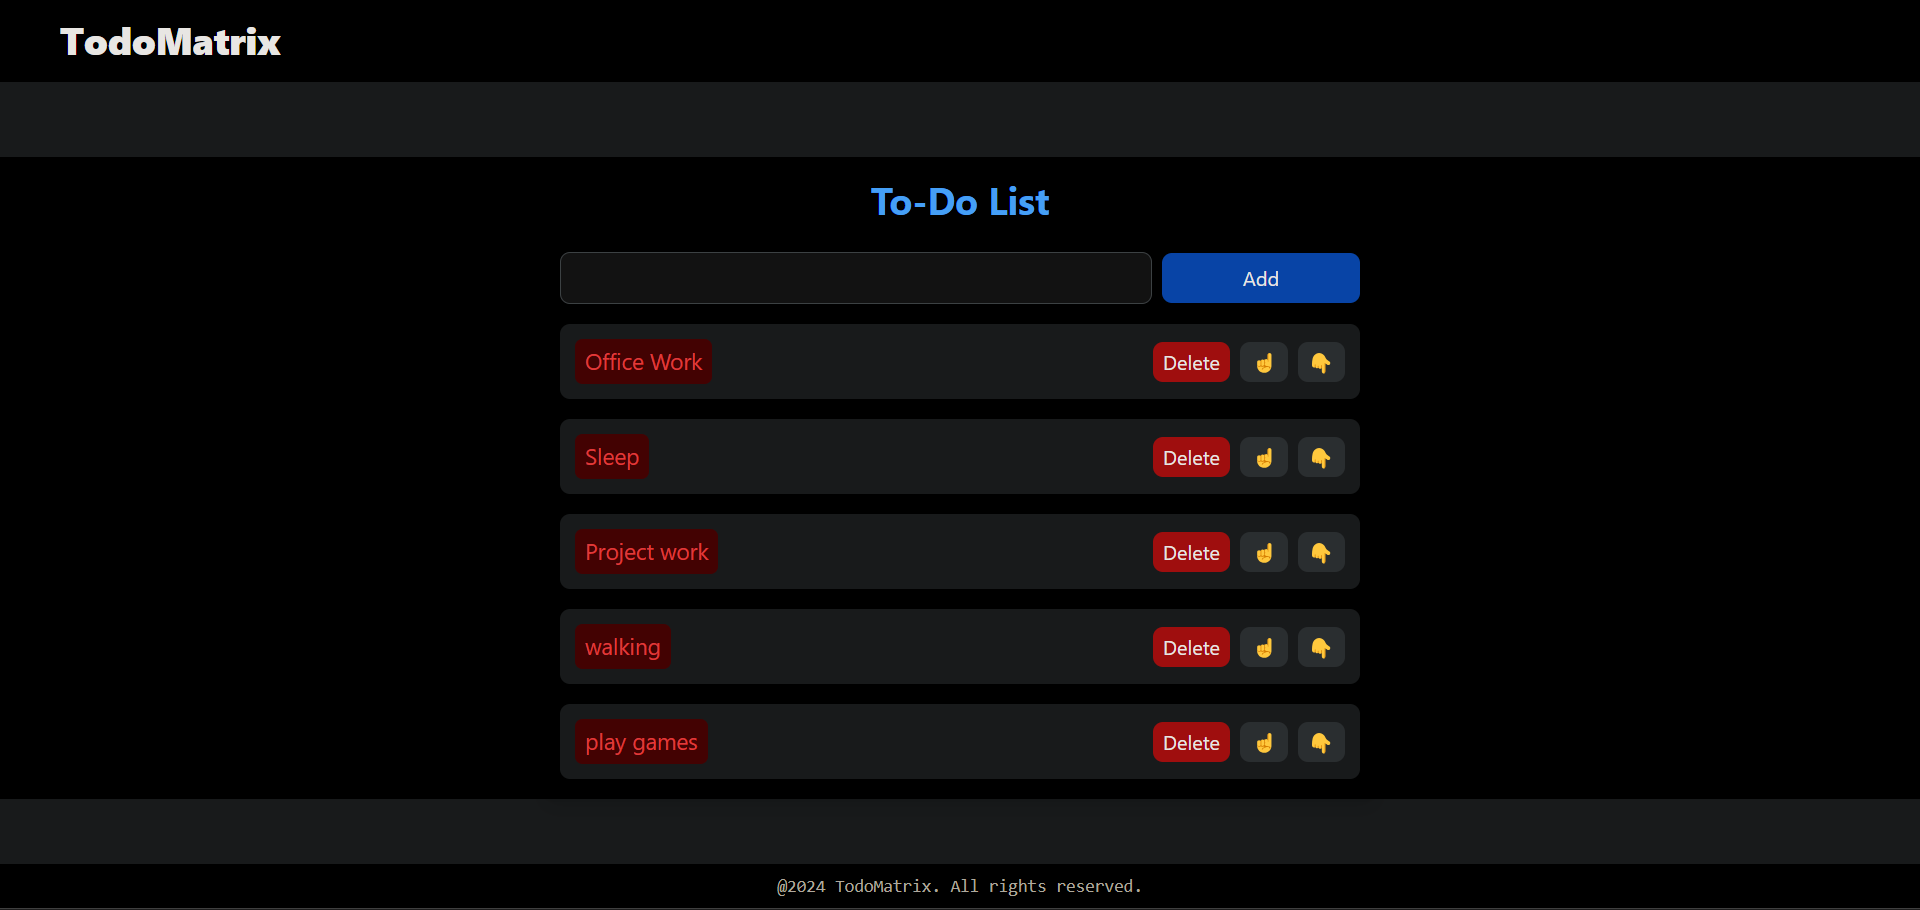 TodoMatrix
To-Do List
Add
Office Work Delete ☝ 👇
Sleep Delete ☝ 👇
Project work Delete ☝ 👇
walking Delete ☝ 👇
play games Delete ☝ 👇
@2024 TodoMatrix. All rights reserved.